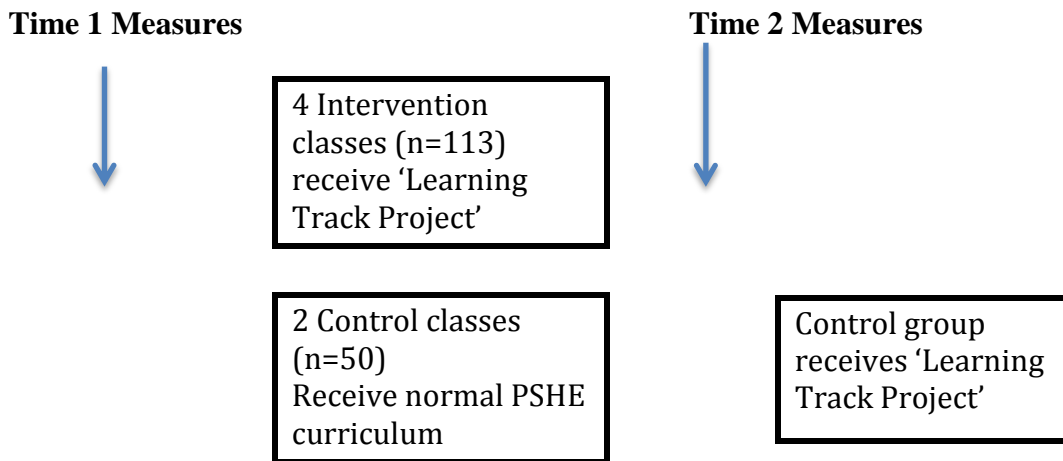 Time 1 Measures
Time 2 Measures
4 Intervention
classes (n=113)
receive ‘Learning
Track Project’
2 Control classes
(n=50)
Receive normal PSHE
curriculum
Control group
receives ‘Learning
Track Project’